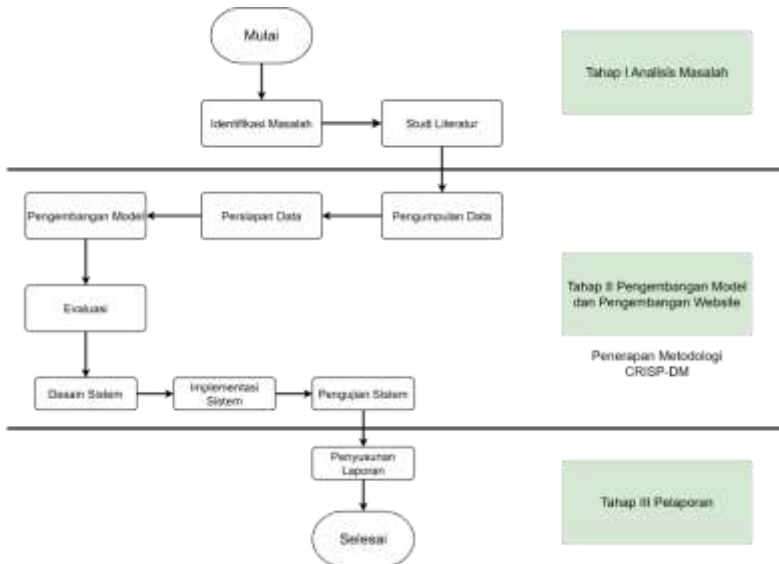 Mulai
Tahap I Analisis Masalah
Identifikasi Masalah
Studi Literatur
Pengembangan Model
Persiapan Data
Pengumpulan Data
Evaluasi
Tahap II Pengembangan Model
dan Pengembangan Website
Penerapan Metodologi
CRISP-DM
Desain Sistem
Implementasi
Sistem
Pengujian Sistem
Penyusunan
Laporan
Tahap III Pelaporan
Selesai